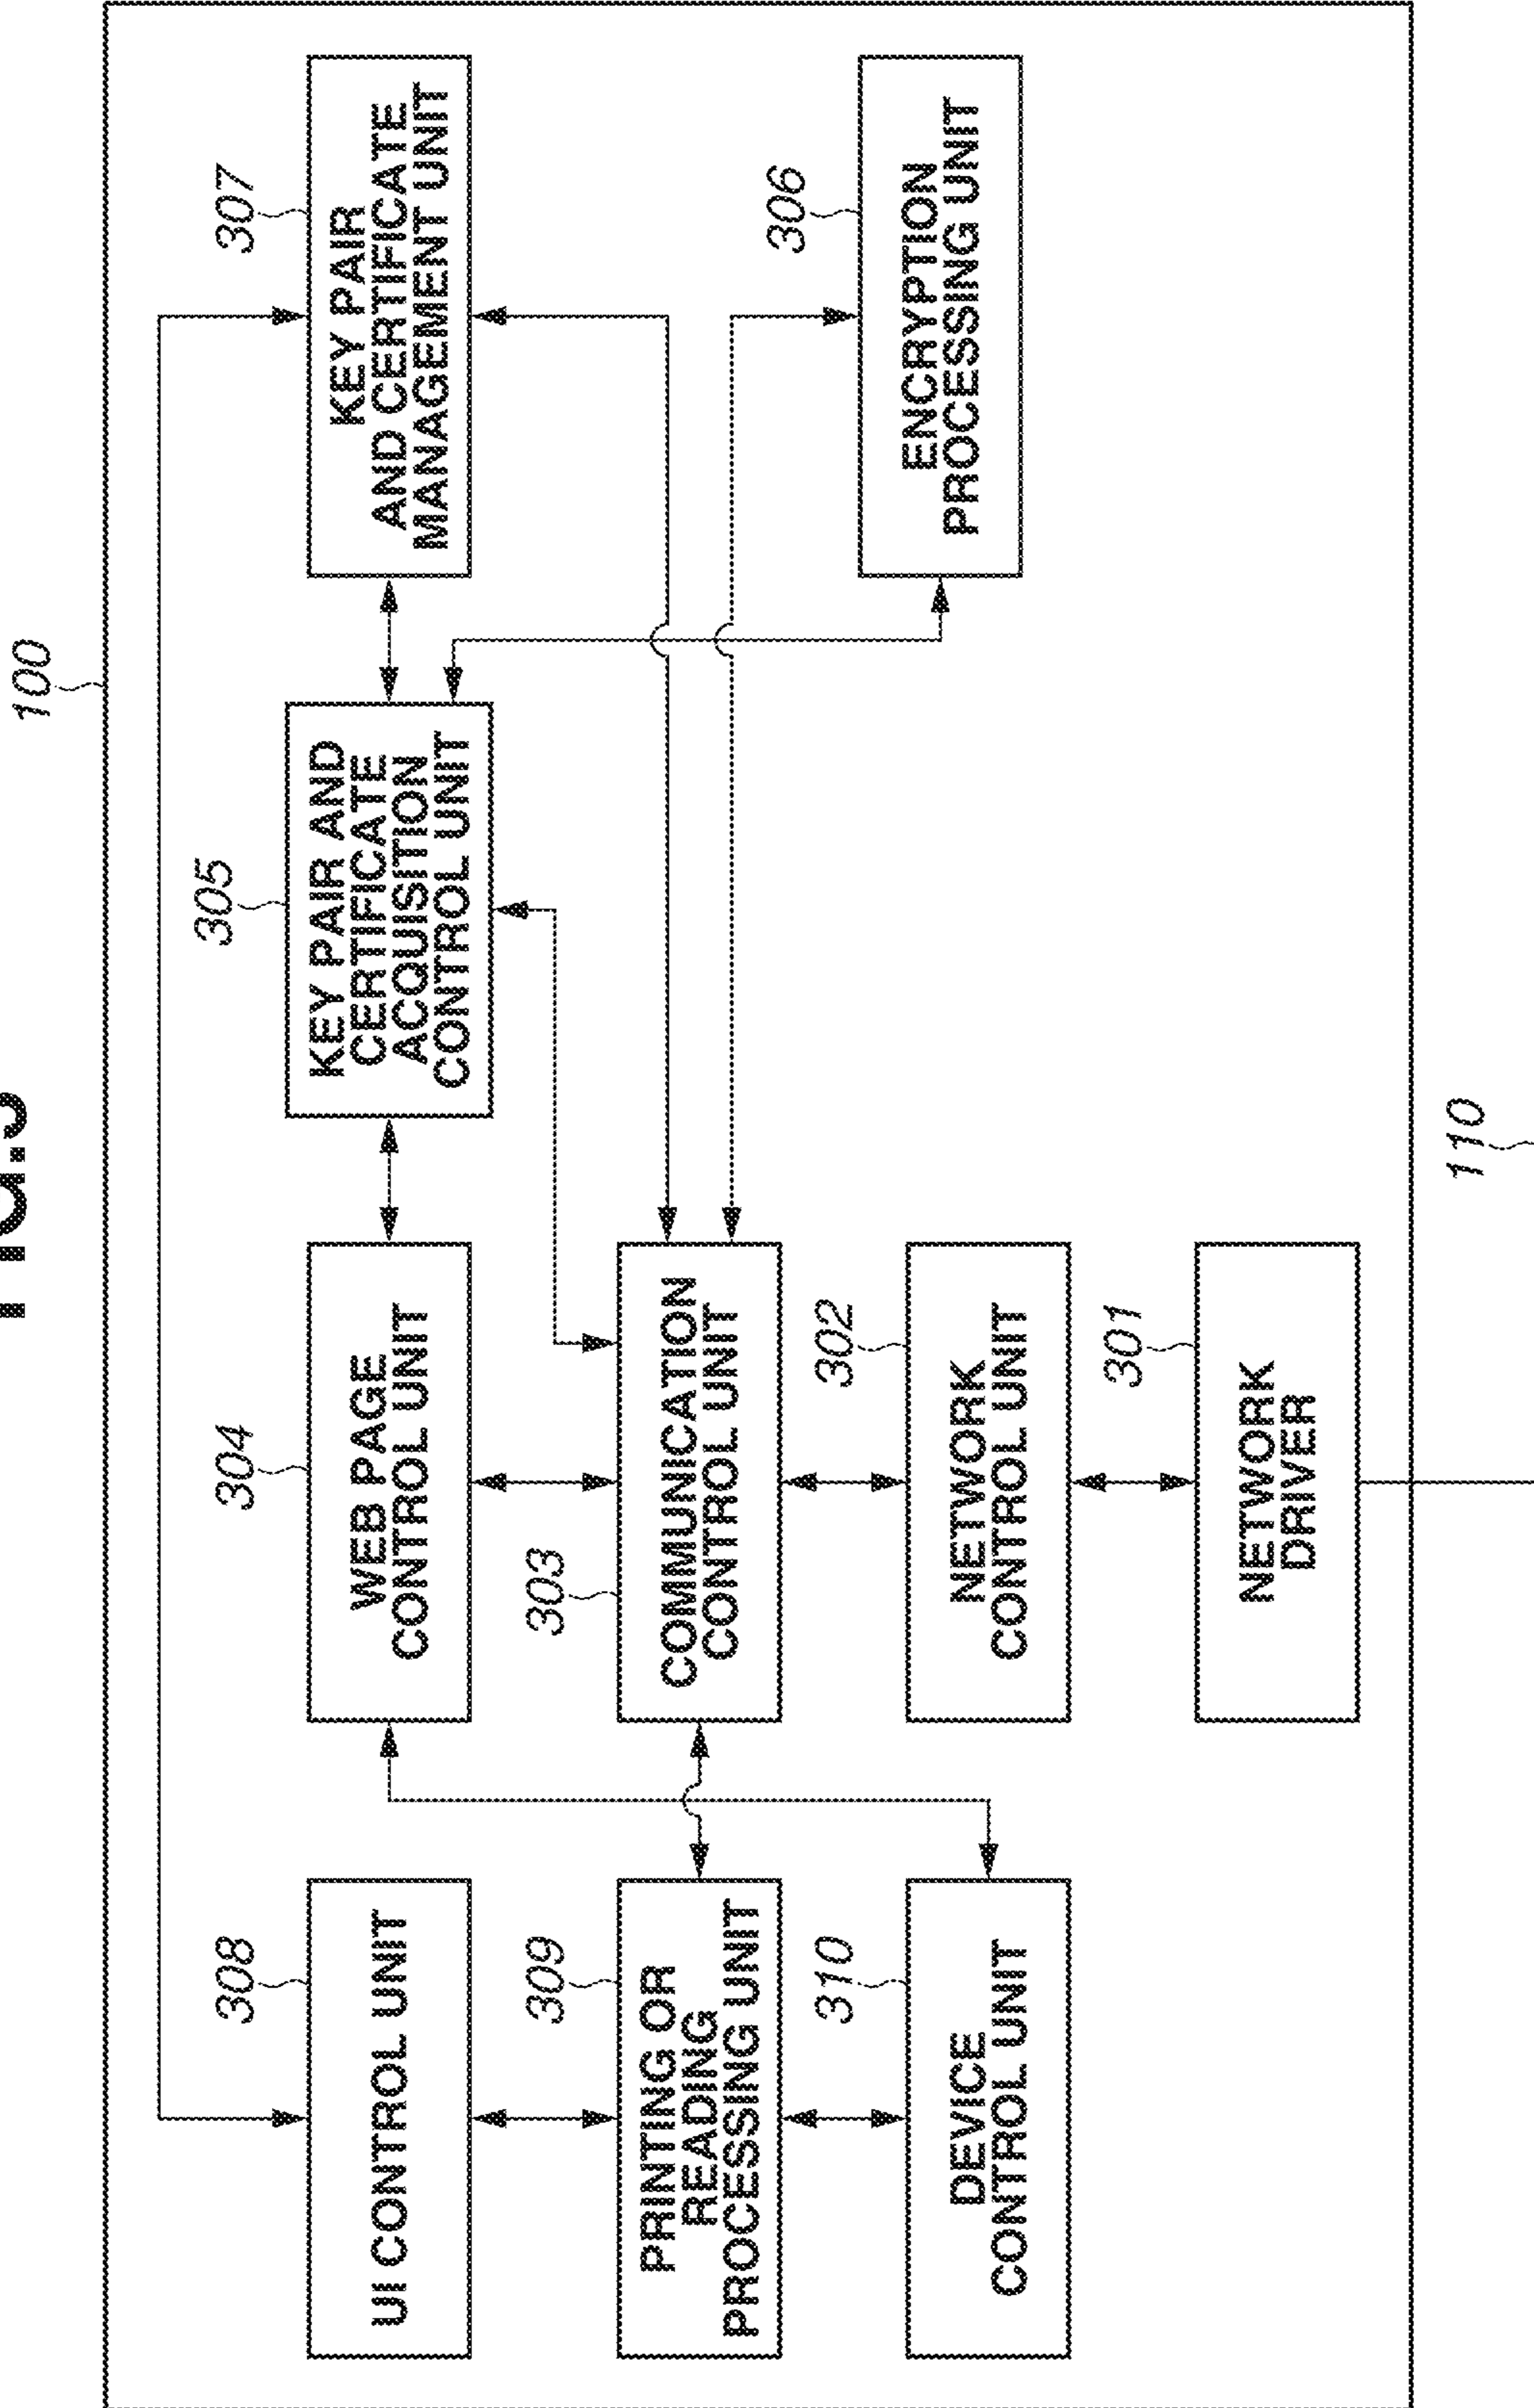 100
308
UI CONTROL UNIT
304
WEB PAGE
CONTROL UNIT
305
KEY PAIR AND
CERTIFICATE
ACQUISITION
CONTROL UNIT
307
KEY PAIR
AND CERTIFICATE
MANAGEMENT UNIT
309
PRINTING OR
READING
PROCESSING UNIT
303
COMMUNICATION
CONTROL UNIT
306
ENCRYPTION
PROCESSING UNIT
310
DEVICE
CONTROL UNIT
302
NETWORK
CONTROL UNIT
301
NETWORK
DRIVER
110